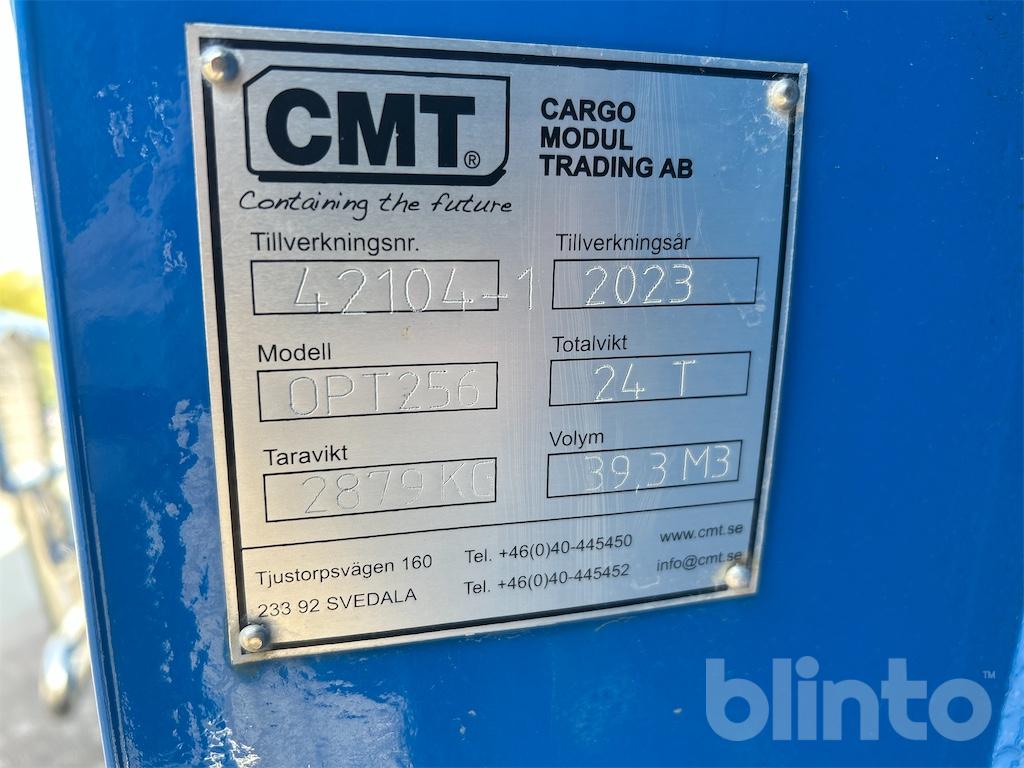 CMT®
CARGO
MODUL
TRADING AB
Containing the future
Tillverkningsnr.
42104-1
Tillverkningsår
2023
Modell
OPT256
Totalvikt
24 T
Taravikt
2879 KG
Volym
39,3 M3
Tjustorpsvägen 160
233 92 SVEDALA
Tel. +46(0)40-445450
Tel. +46(0)40-445452
www.cmt.se
info@cmt.se
blinto™